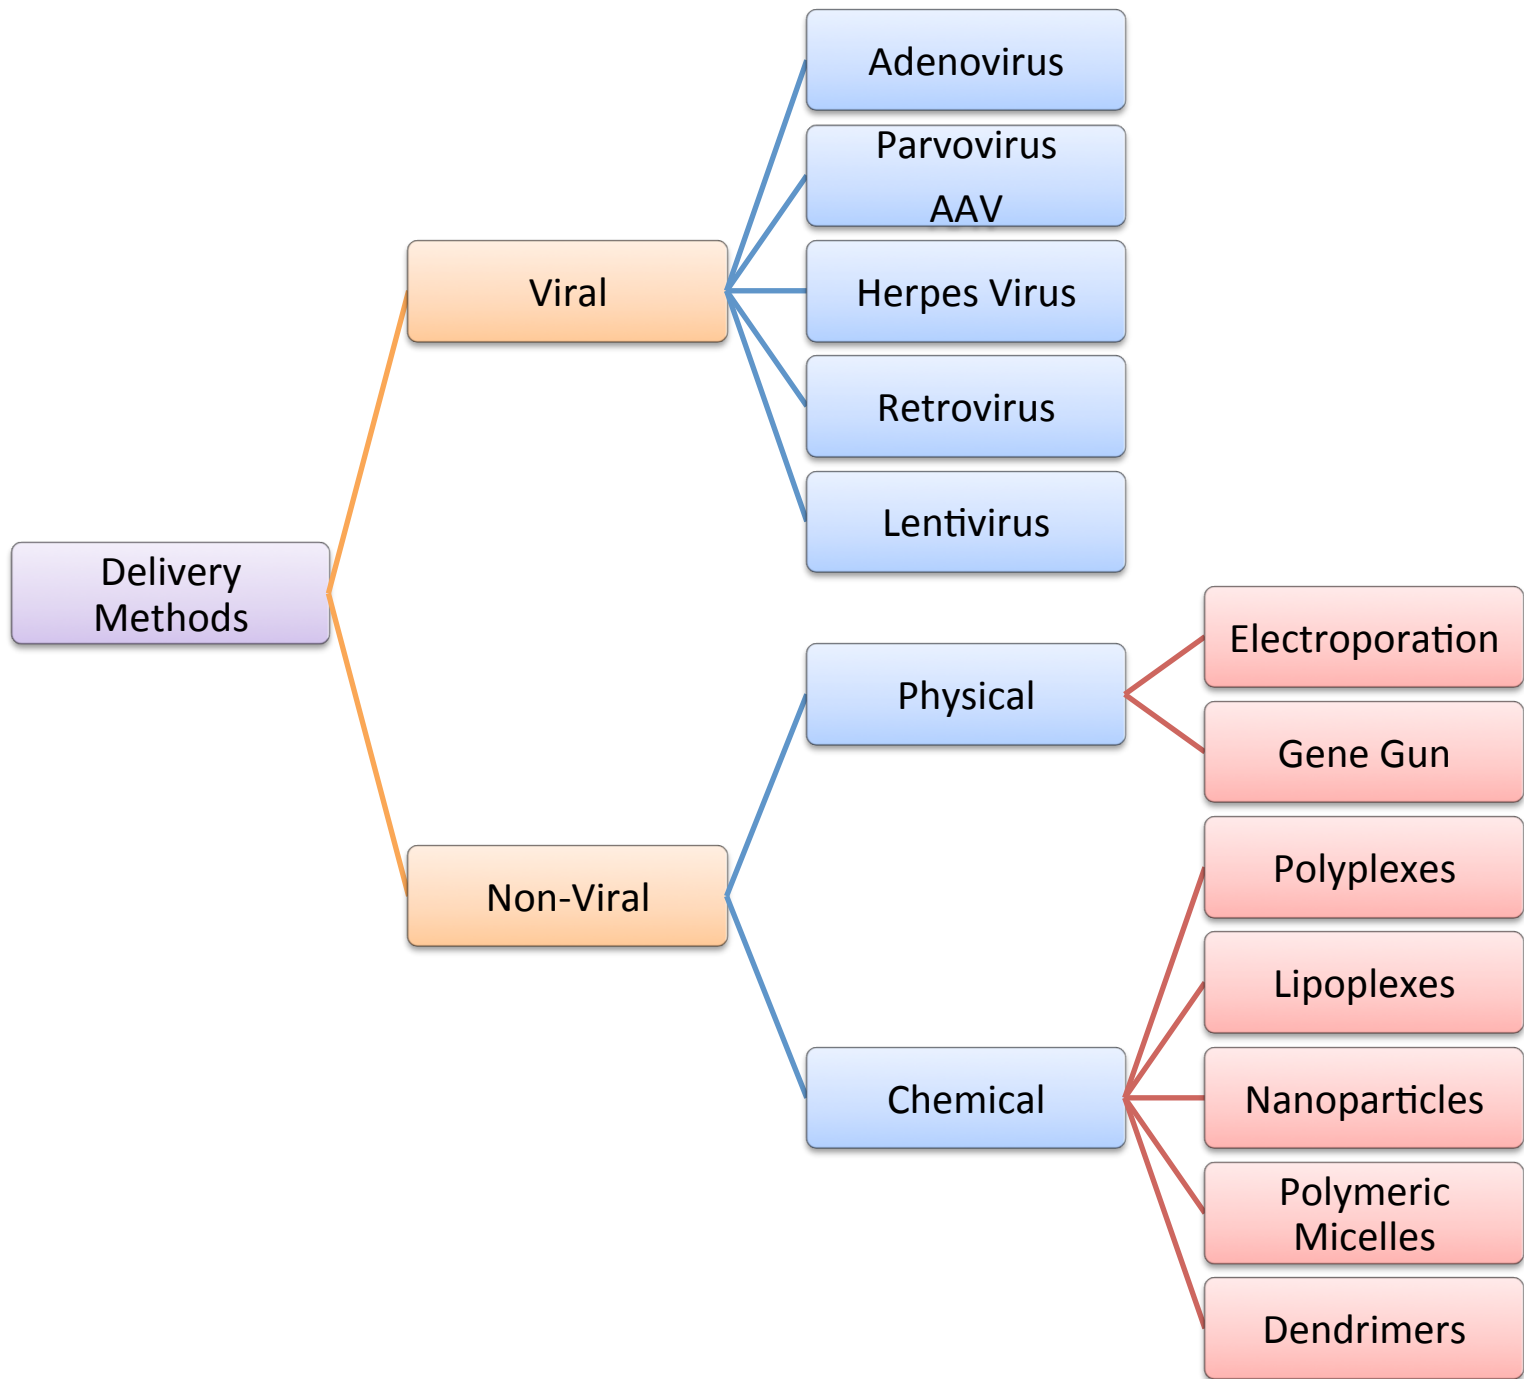 Delivery
Methods
Viral
Adenovirus
Parvovirus
AAV
Herpes Virus
Retrovirus
Lentivirus
Non-Viral
Physical
Electroporation
Gene Gun
Chemical
Polyplexes
Lipoplexes
Nanoparticles
Polymeric
Micelles
Dendrimers